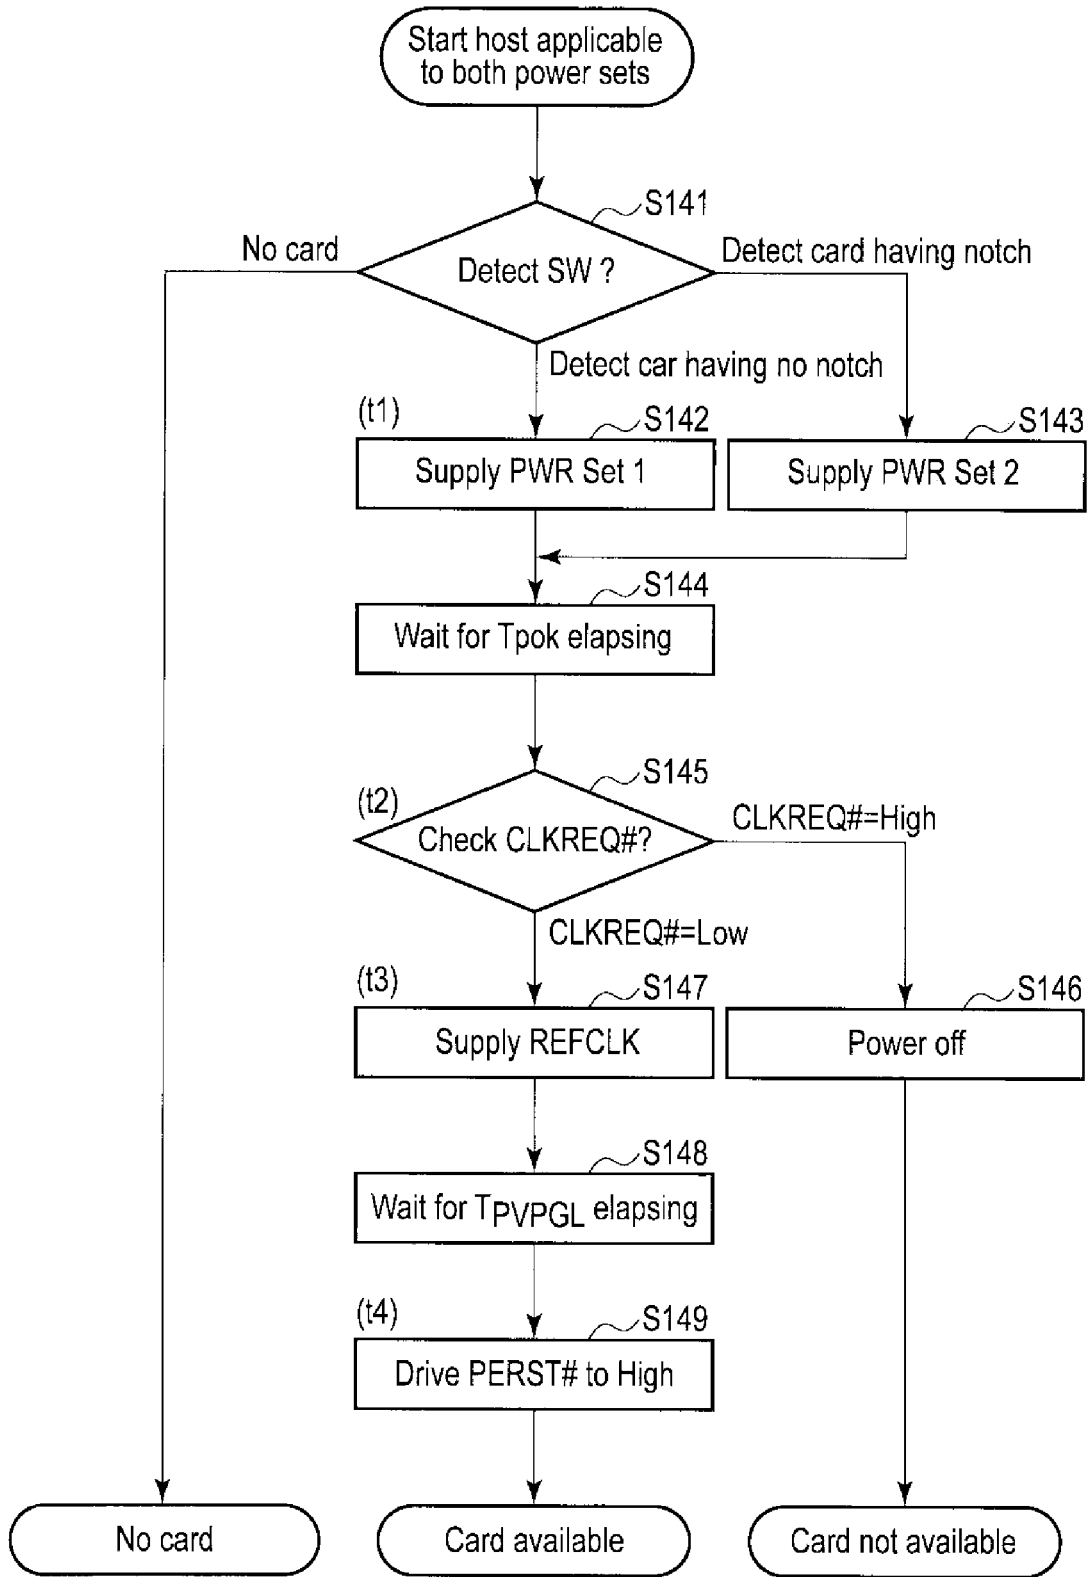 Start host applicable
to both power sets
S141
No card
Detect SW ?
Detect card having notch
Detect car having no notch
(t1)
S142
S143
Supply PWR Set 1
Supply PWR Set 2
S144
Wait for Tpok elapsing
S145
(t2)
Check CLKREQ#?
CLKREQ#=High
CLKREQ#=Low
(t3)
S147
S146
Supply REFCLK
Power off
S148
Wait for TPVPGL elapsing
(t4)
S149
Drive PERST# to High
No card
Card available
Card not available